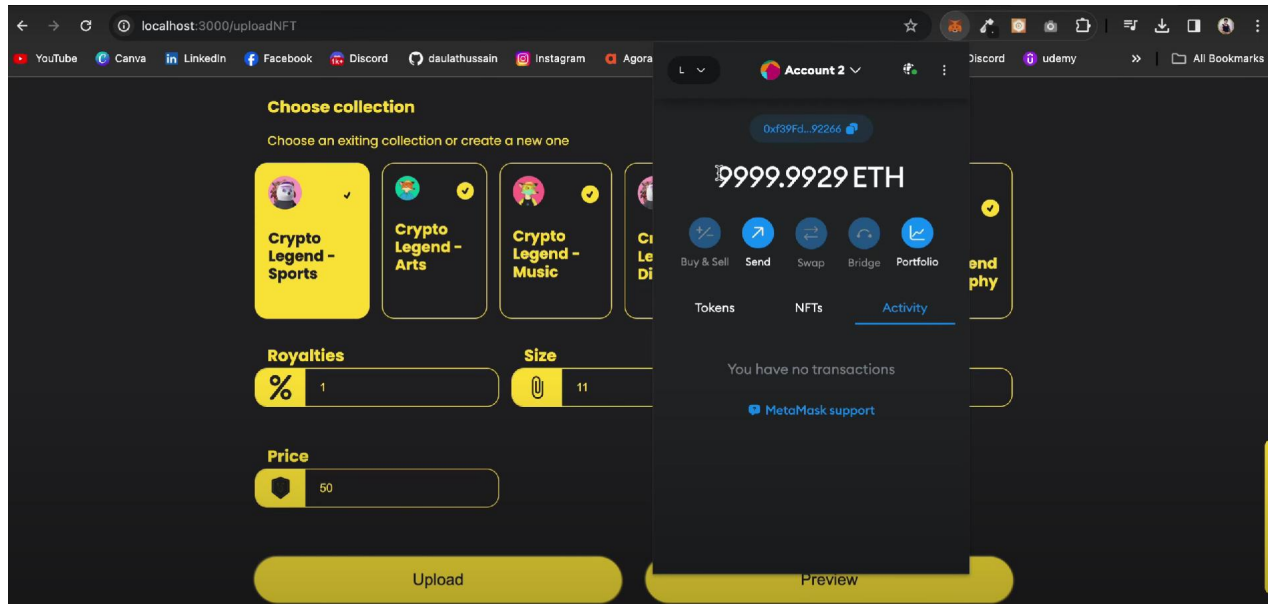 localhost:3000/uploadNFT
YouTube Canva LinkedIn Facebook Discord daulathussain Instagram Agora Discord udemy » All Bookmarks
L Account 2
0xf39Fd...92266
9999.9929 ETH
Buy & Sell Send Swap Bridge Portfolio
Tokens NFTs Activity
You have no transactions
MetaMask support
Choose collection
Choose an exiting collection or create a new one
Crypto
Legend -
Sports
Crypto
Legend -
Arts
Crypto
Legend -
Music
Le
Di
end
phy
Royalties Size
% 1 11
Price
50
Upload Preview